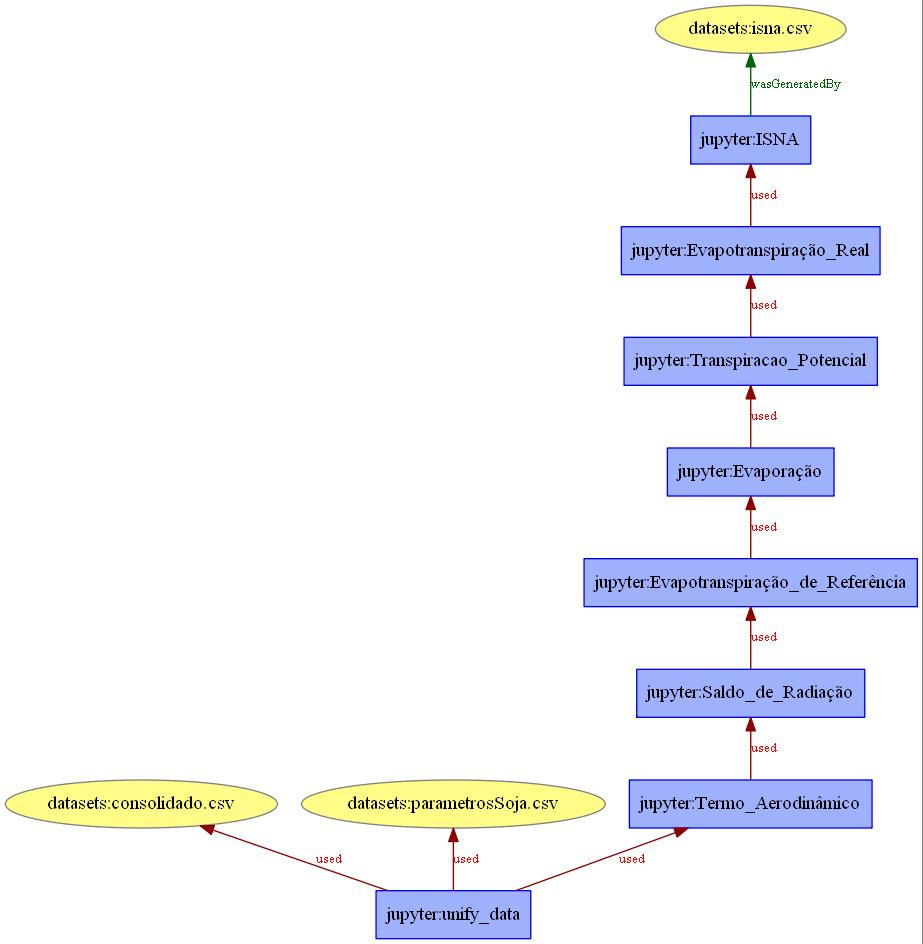 datasets:isna.csv
wasGeneratedBy
jupyter:ISNA
used
jupyter:Evapotranspiração_Real
used
jupyter:Transpiracao_Potencial
used
jupyter:Evaporação
used
jupyter:Evapotranspiração_de_Referência
used
jupyter:Saldo_de_Radiação
used
datasets:consolidado.csv
datasets:parametrosSoja.csv
jupyter:Termo_Aerodinâmico
used
used
used
jupyter:unify_data